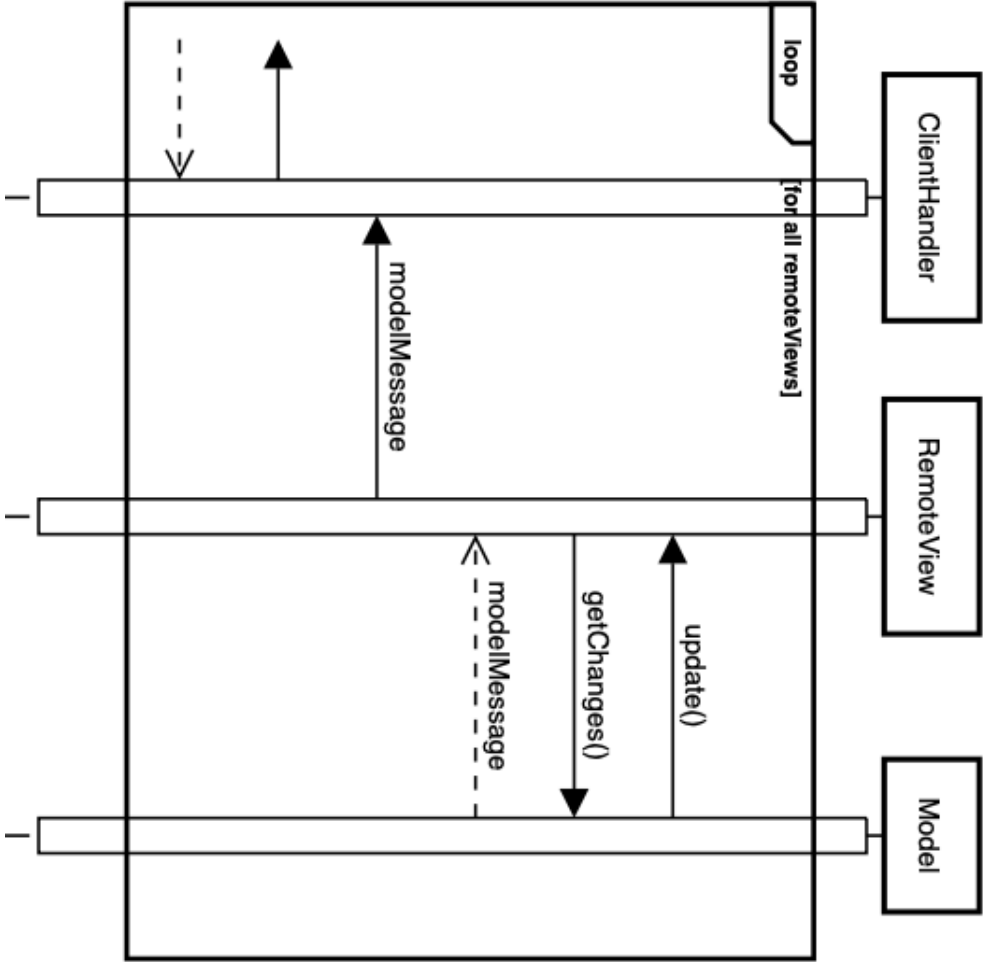 ClientHandler
RemoteView
Model
loop
[for all remoteViews]
update()
getChanges()
modelMessage
modelMessage